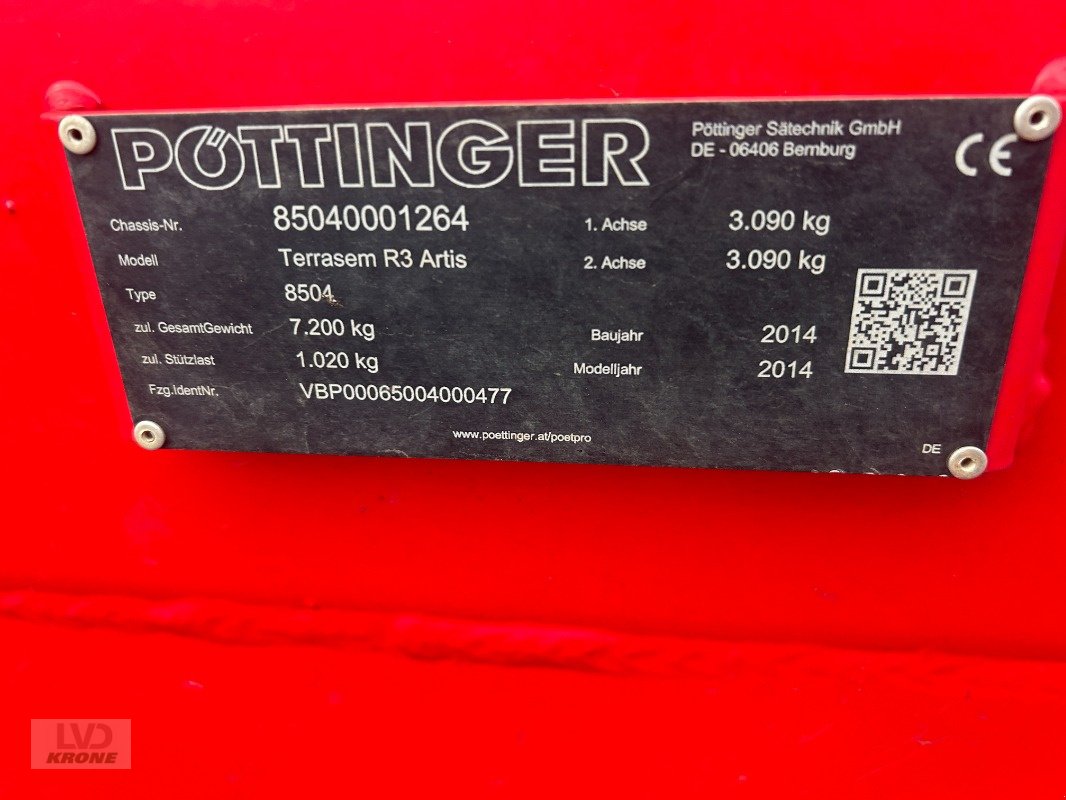 PÖTTINGER
Pöttinger Sätechnik GmbH
DE - 06406 Bernburg
CE
Chassis-Nr. 85040001264 1. Achse 3.090 kg
Modell Terrasem R3 Artis 2. Achse 3.090 kg
Type 8504
zul. GesamtGewicht 7.200 kg Baujahr 2014
zul. Stützlast 1.020 kg Modelljahr 2014
Fzg.IdentNr. VBP00065004000477
www.poettinger.at/poetpro
DE
LVD
KRONE